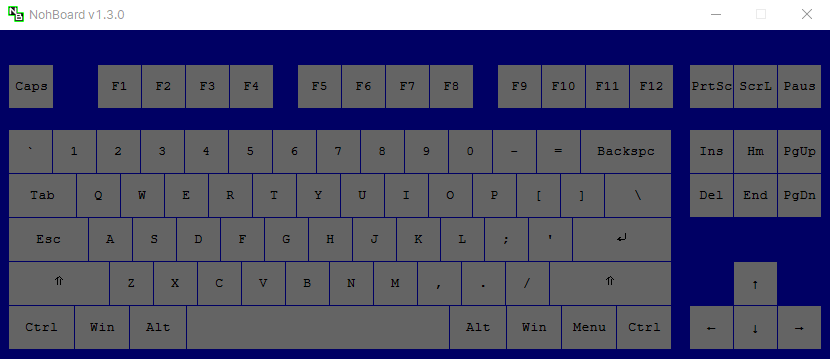 NohBoard v1.3.0
Caps F1 F2 F3 F4 F5 F6 F7 F8 F9 F10 F11 F12 PrtSc ScrL Paus
` 1 2 3 4 5 6 7 8 9 0 - = Backspc Ins Hm PgUp
Tab Q W E R T Y U I O P [ ] \ Del End PgDn
Esc A S D F G H J K L ; ' ↵
⇧ Z X C V B N M , . / ⇧ ↑
Ctrl Win Alt Alt Win Menu Ctrl ← ↓ →